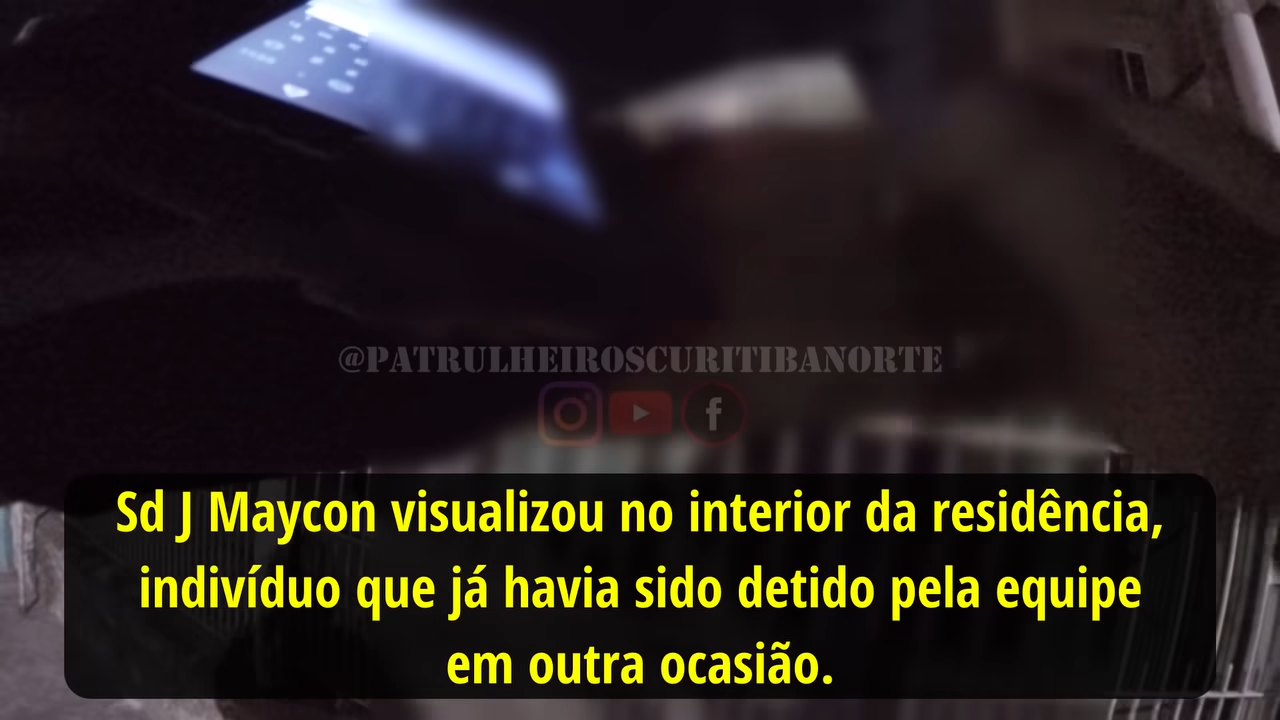 @PATRULHEIROSCURITIBANORTE
Sd J Maycon visualizou no interior da residência,
indivíduo que já havia sido detido pela equipe
em outra ocasião.